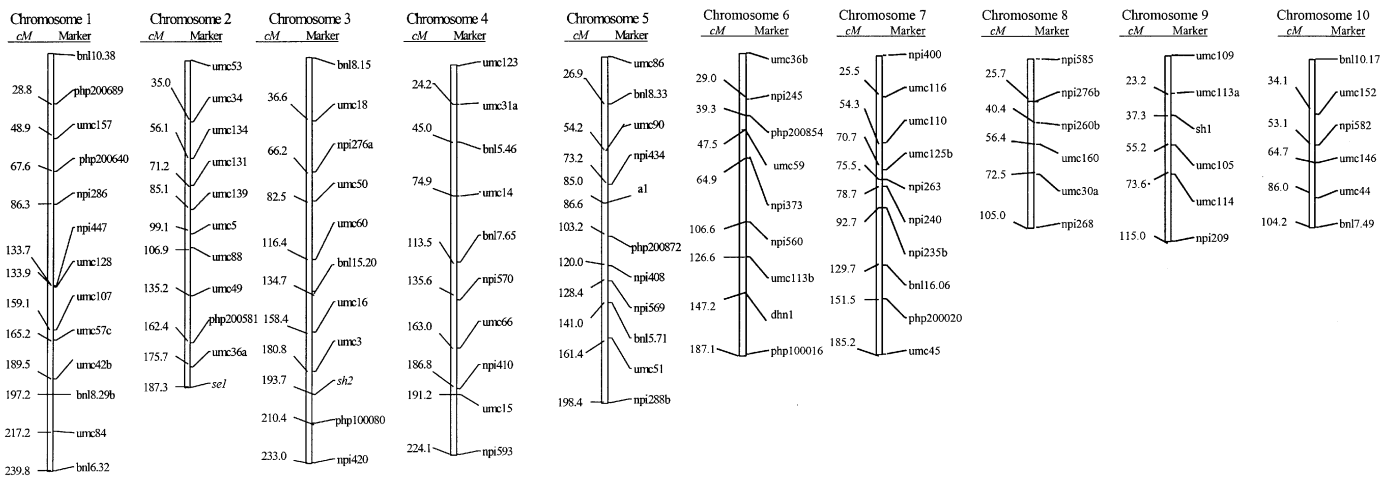 Chromosome 1
cM Marker
bnl10.38
28.8 php200689
48.9 umc157
67.6 php200640
86.3 npi286
133.7 npi447
133.9 umc128
159.1 umc107
165.2 umc57c
189.5 umc42b
197.2 bnl8.29b
217.2 umc84
239.8 bnl6.32
Chromosome 2
cM Marker
umc53
35.0 umc34
56.1 umc134
71.2 umc131
85.1 umc139
99.1 umc5
106.9 umc88
135.2 umc49
162.4 php200581
175.7 umc36a
187.3 se1
Chromosome 3
cM Marker
bnl8.15
36.6 umc18
66.2 npi276a
82.5 umc50
116.4 umc60
134.7 bnl15.20
158.4 umc16
180.8 umc3
193.7 sh2
210.4 php100080
233.0 npi420
Chromosome 4
cM Marker
umc123
24.2 umc31a
45.0 bnl5.46
74.9 umc14
113.5 bnl7.65
135.6 npi570
163.0 umc66
186.8 npi410
191.2 umc15
224.1 npi593
Chromosome 5
cM Marker
umc86
26.9 bnl8.33
54.2 umc90
73.2 npi434
85.0 a1
86.6
103.2 php200872
120.0 npi408
128.4 npi569
141.0 bnl5.71
161.4 umc51
198.4 npi288b
Chromosome 6
cM Marker
umc36b
29.0 npi245
39.3 php200854
47.5 umc59
64.9 npi373
106.6 npi560
126.6 umc113b
147.2 dhn1
187.1 php100016
Chromosome 7
cM Marker
npi400
25.5 umc116
54.3 umc110
70.7 umc125b
75.5 npi263
78.7 npi240
92.7 npi235b
129.7 bnl16.06
151.5 php200020
185.2 umc45
Chromosome 8
cM Marker
npi585
25.7 npi276b
40.4 npi260b
56.4 umc160
72.5 umc30a
105.0 npi268
Chromosome 9
cM Marker
umc109
23.2 umc113a
37.3 sh1
55.2 umc105
73.6 umc114
115.0 npi209
Chromosome 10
cM Marker
bnl10.17
34.1 umc152
53.1 npi582
64.7 umc146
86.0 umc44
104.2 bnl7.49